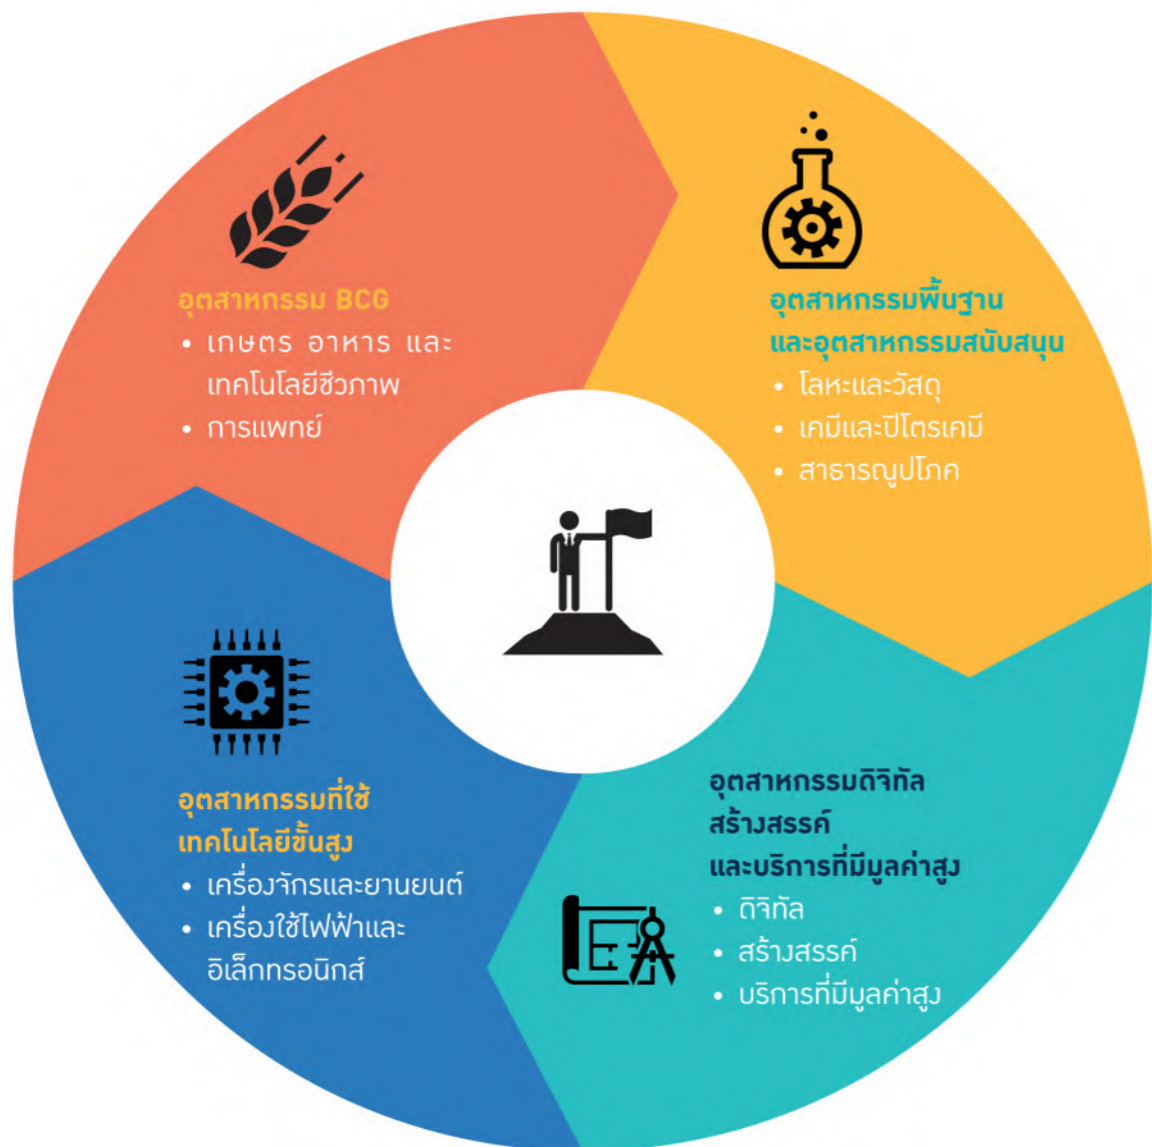 อุตสาหกรรม BCG
• เกษตร อาหาร และ
เทคโนโลยีชีวภาพ
• การแพทย์
อุตสาหกรรมพื้นฐาน
และอุตสาหกรรมสนับสนุน
• โลหะและวัสดุ
• เคมีและปิโตรเคมี
• สาธารณูปโภค
อุตสาหกรรมดิจิทัล
สร้างสรรค์
และบริการที่มีมูลค่าสูง
• ดิจิทัล
• สร้างสรรค์
• บริการที่มีมูลค่าสูง
อุตสาหกรรมที่ใช้
เทคโนโลยีขั้นสูง
• เครื่องจักรและยานยนต์
• เครื่องใช้ไฟฟ้าและ
อิเล็กทรอนิกส์